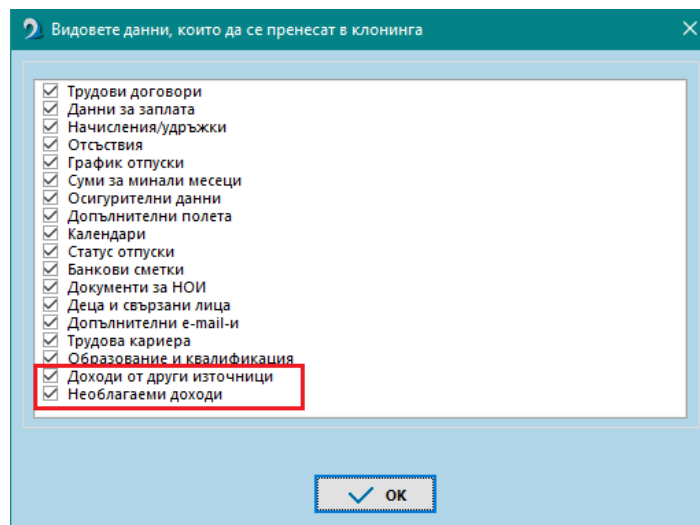 Видовете данни, които да се пренесат в клонинга
Трудови договори
Данни за заплата
Начисления/удръжки
Отсъствия
График отпуски
Суми за минали месеци
Осигурителни данни
Допълнителни полета
Календари
Статус отпуски
Банкови сметки
Документи за НОИ
Деца и свързани лица
Допълнителни e-mail-и
Трудова кариера
Образование и квалификация
Доходи от други източници
Необлагаеми доходи
ОК